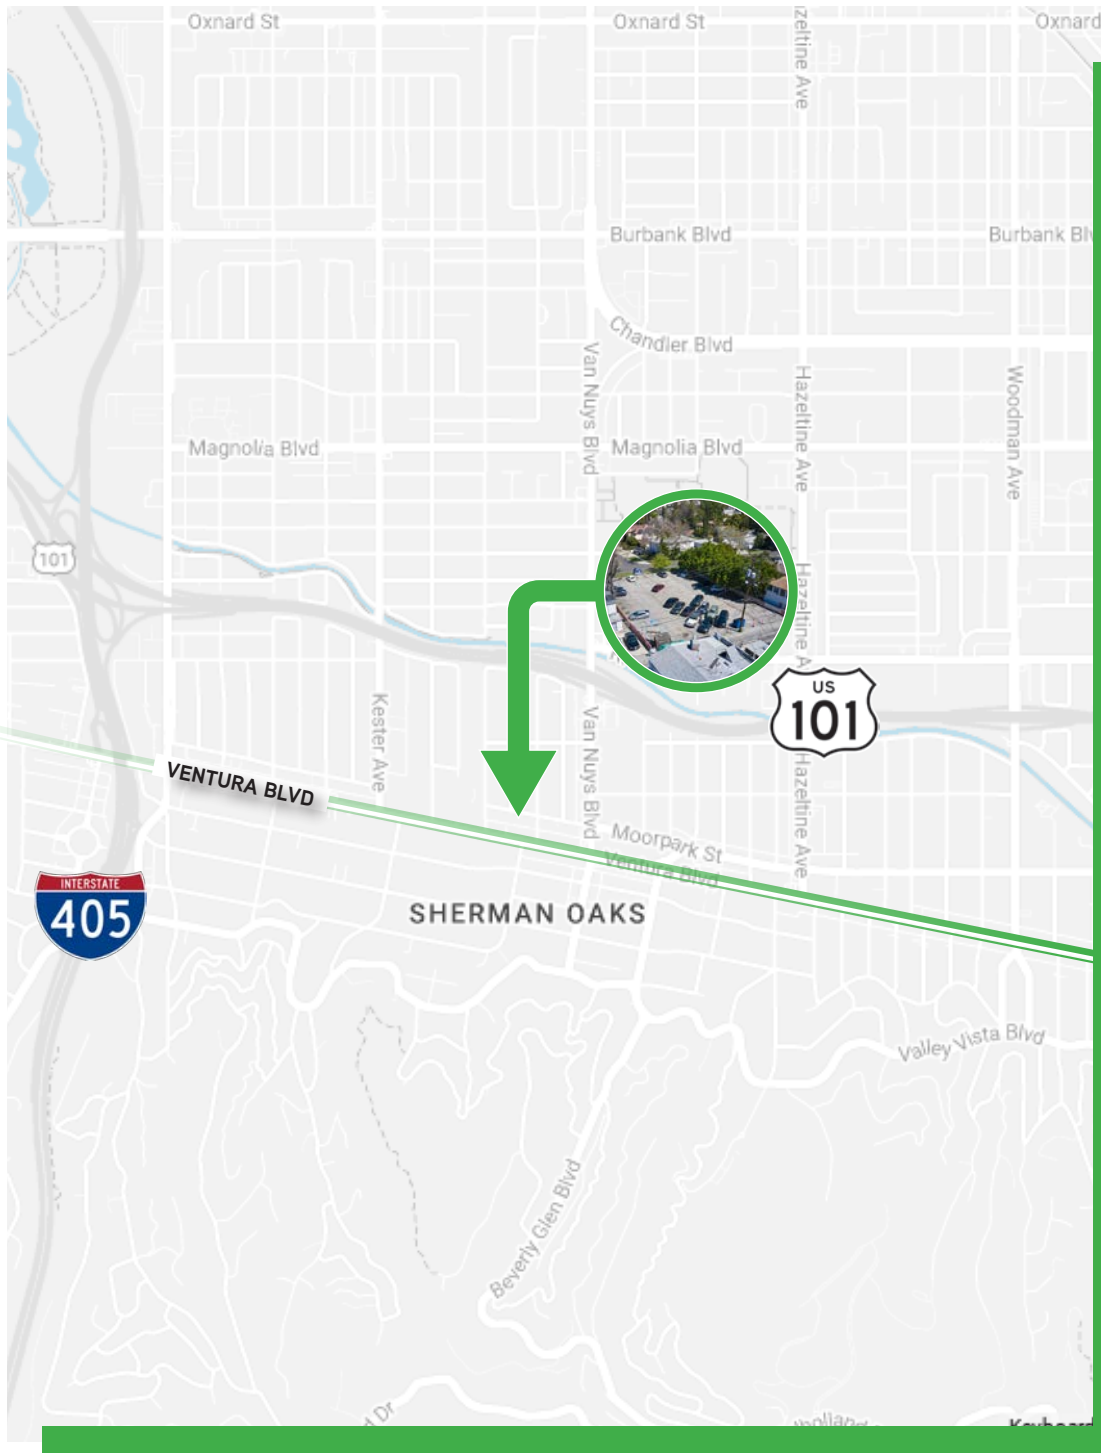 Oxnard St
Oxnard St
Oxnard
zeltine Ave
Burbank Blvd
Burbank Blv
Chandler Blvd
Van Nuys Blvd
Hazeltine Ave
Woodman Ave
Magnolia Blvd
Magnolia Blvd
101
Hazeltine A
US
101
Kester Ave
Van Nuys Blvd
Hazeltine Ave
VENTURA BLVD
Moorpark St
Ventura Blvd
INTERSTATE
405
SHERMAN OAKS
Valley Vista Blvd
Beverly Glen Blvd
d Dr